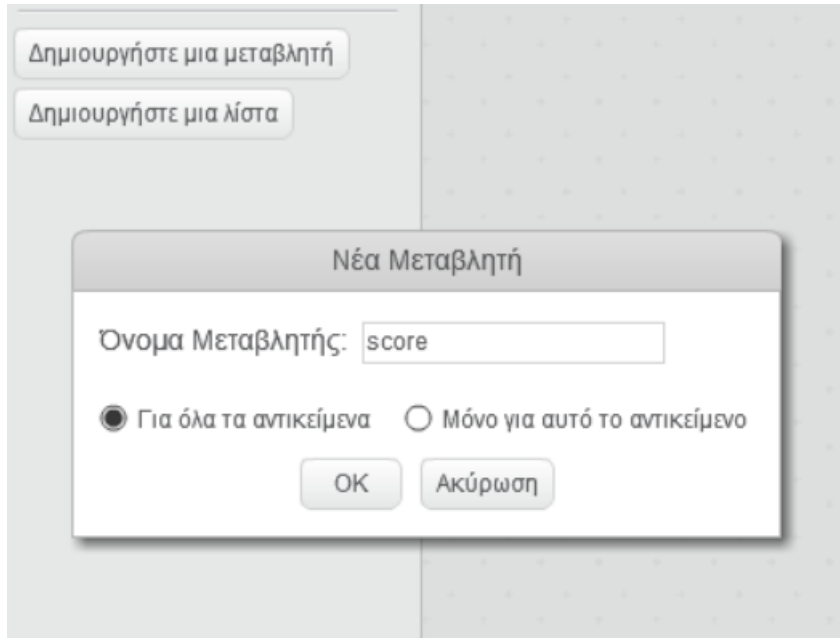 Δημιουργήστε μια μεταβλητή
Δημιουργήστε μια λίστα
Νέα Μεταβλητή
Όνομα Μεταβλητής: score
Για όλα τα αντικείμενα Μόνο για αυτό το αντικείμενο
OK Ακύρωση